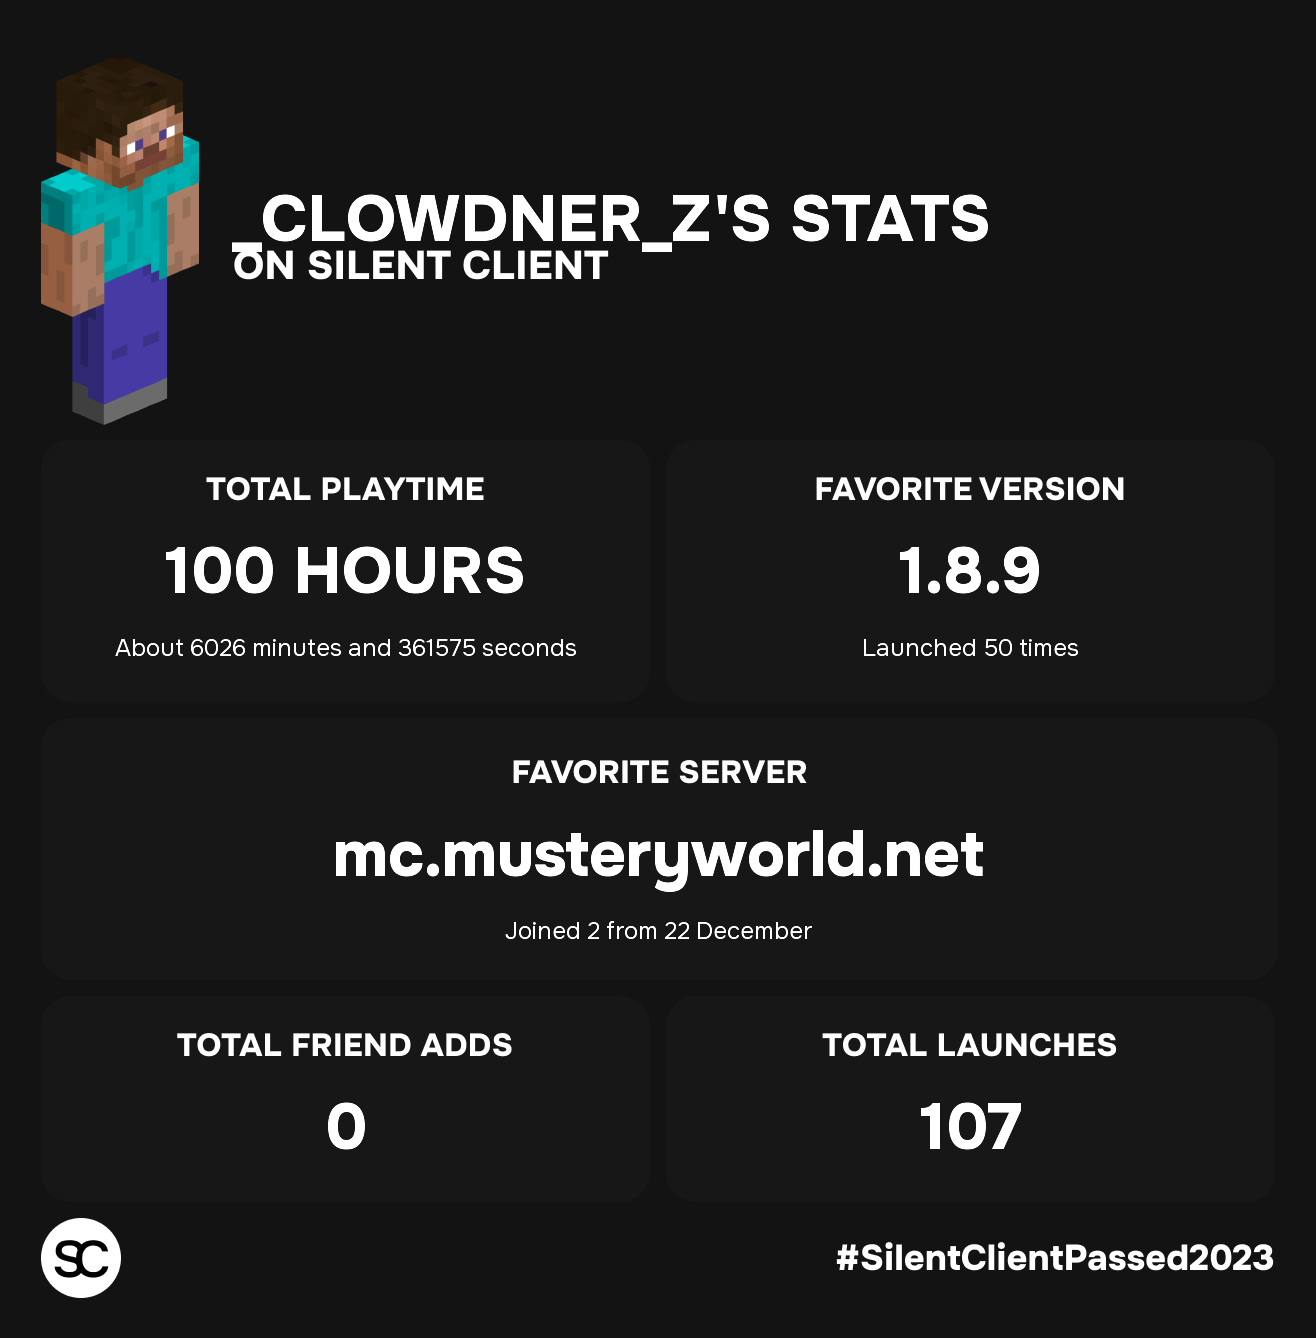 _CLOWDNER_Z'S STATS
ON SILENT CLIENT
TOTAL PLAYTIME
100 HOURS
About 6026 minutes and 361575 seconds
FAVORITE VERSION
1.8.9
Launched 50 times
FAVORITE SERVER
mc.musteryworld.net
Joined 2 from 22 December
TOTAL FRIEND ADDS
0
TOTAL LAUNCHES
107
SC
#SilentClientPassed2023